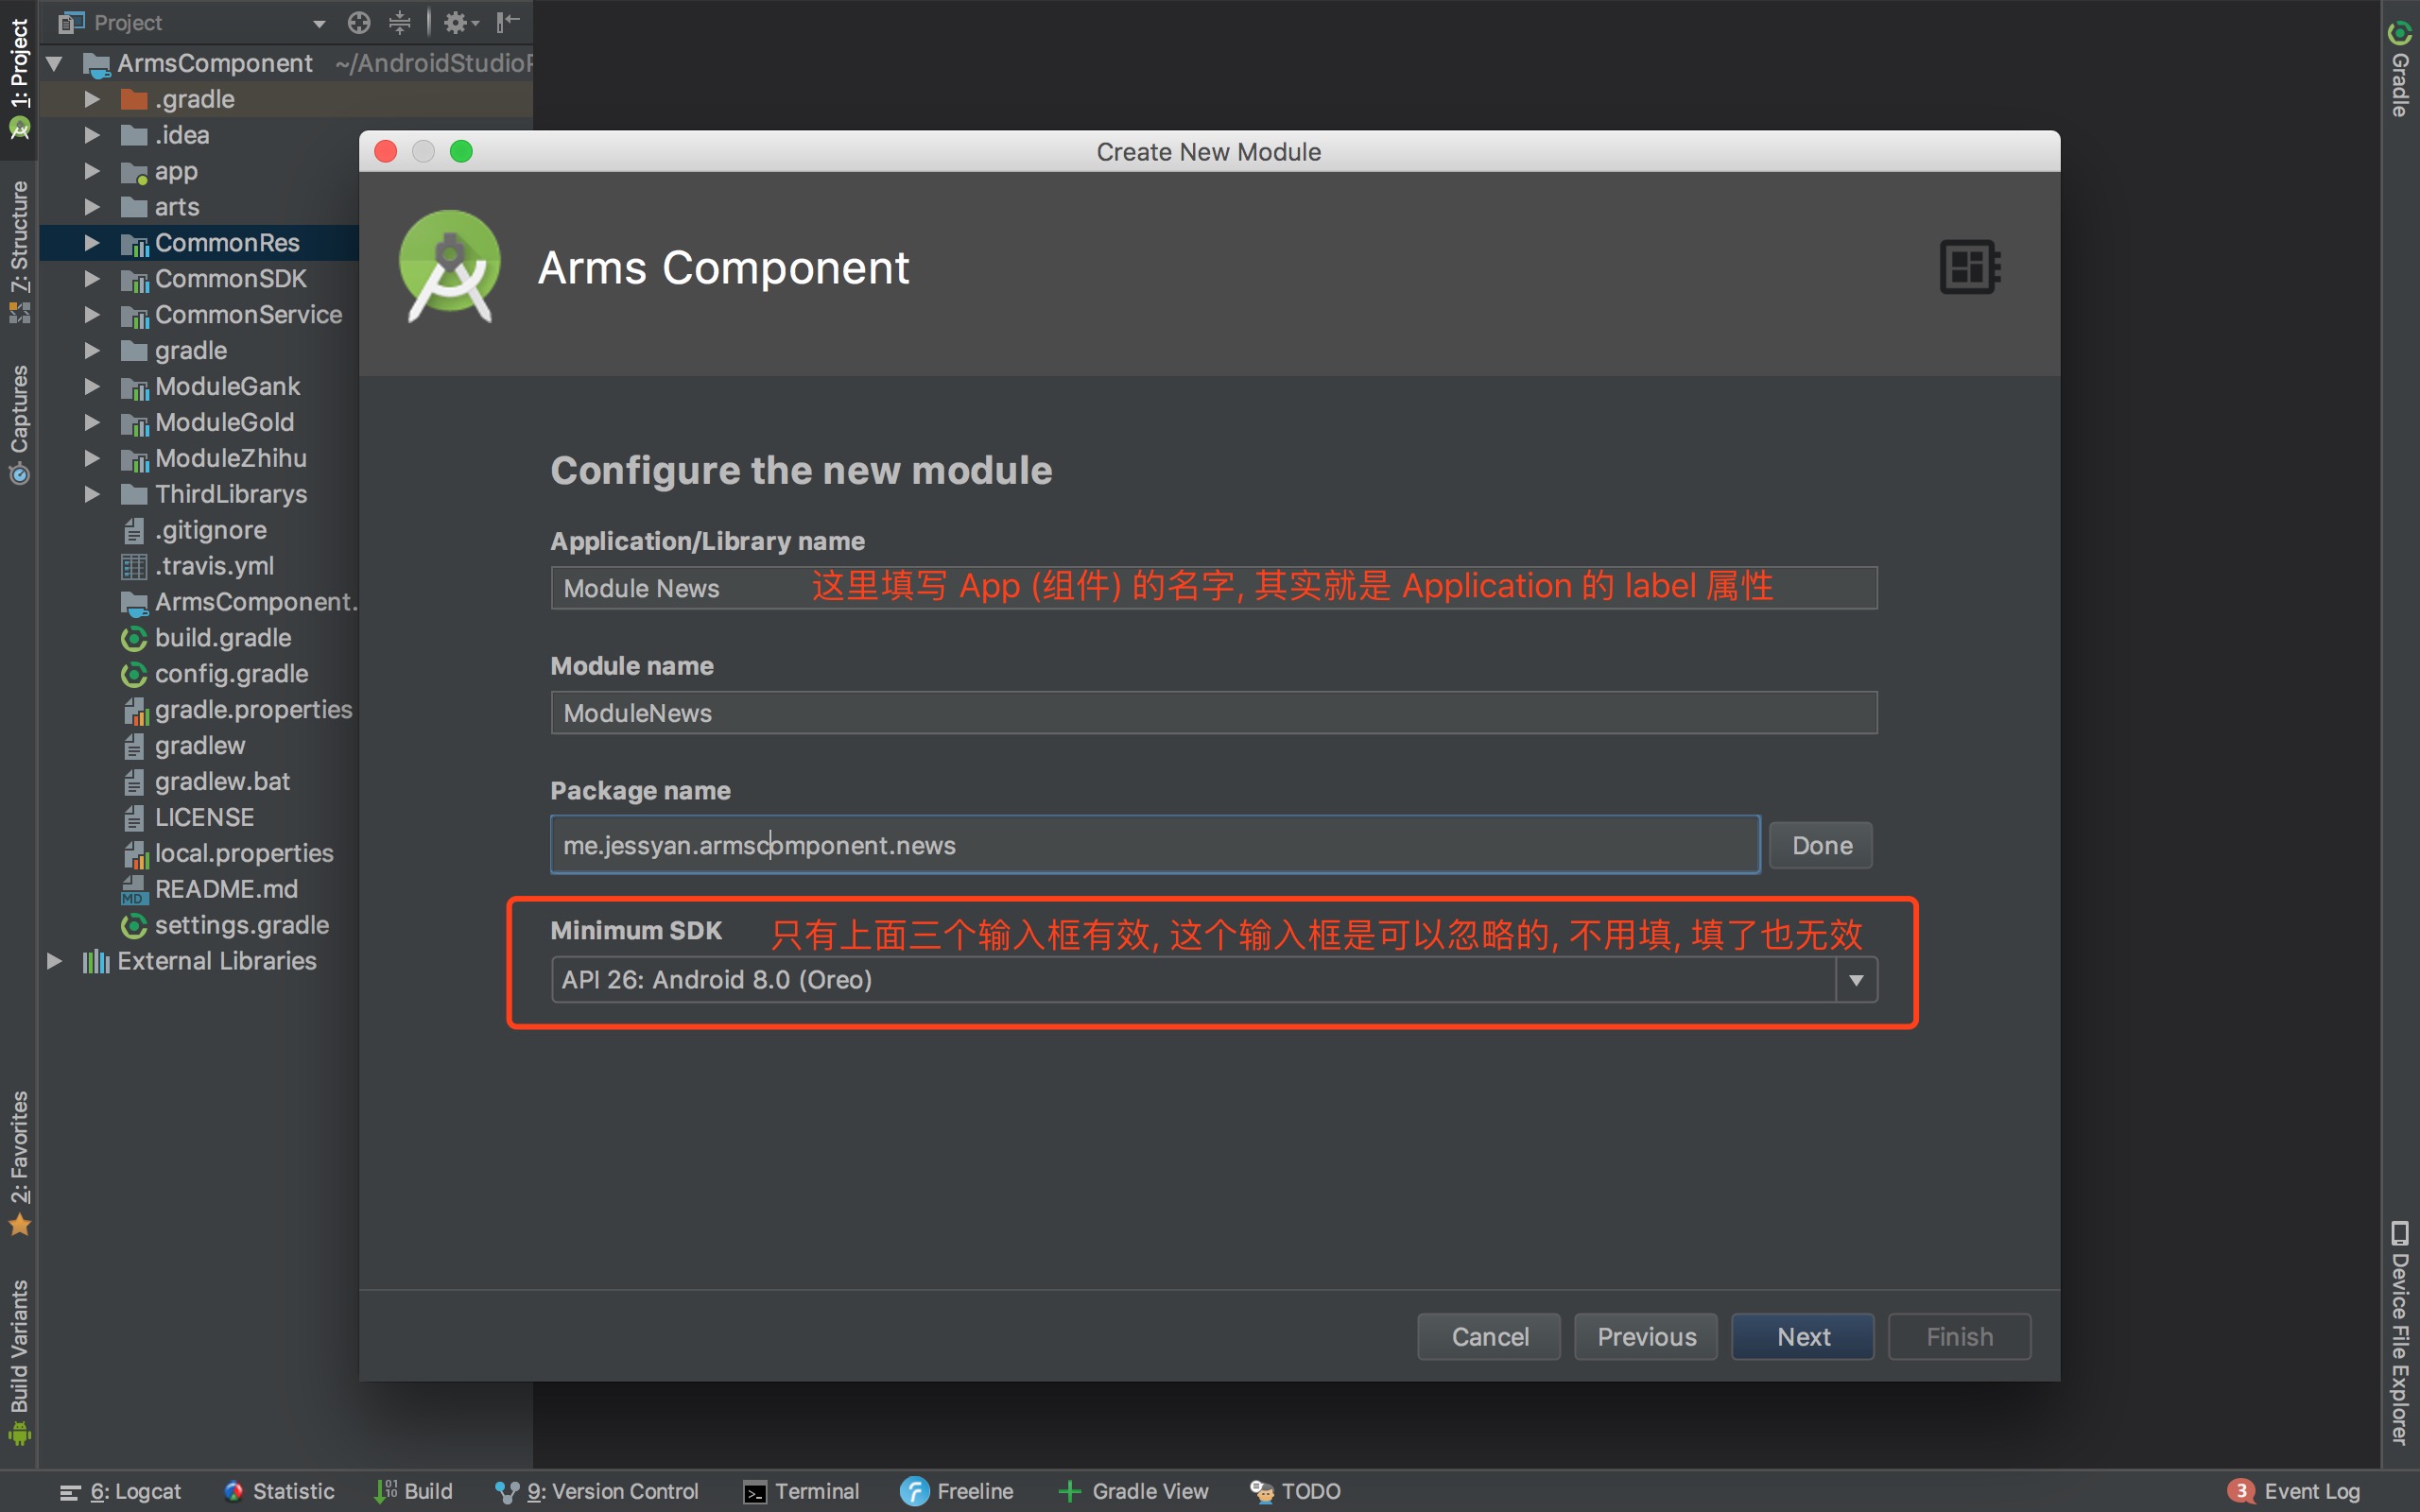 Project
ArmsComponent ~/AndroidStudioP
.gradle
.idea
app
arts
CommonRes
CommonSDK
CommonService
gradle
ModuleGank
ModuleGold
ModuleZhihu
ThirdLibrarys
.gitignore
.travis.yml
ArmsComponent.
build.gradle
config.gradle
gradle.properties
gradlew
gradlew.bat
LICENSE
local.properties
README.md
settings.gradle
External Libraries
1: Project
7: Structure
Captures
2: Favorites
Build Variants
Create New Module
Arms Component
Configure the new module
Application/Library name
Module News 这里填写 App (组件) 的名字, 其实就是 Application 的 label 属性
Module name
ModuleNews
Package name
me.jessyan.armscomponent.news Done
Minimum SDK 只有上面三个输入框有效, 这个输入框是可以忽略的, 不用填, 填了也无效
API 26: Android 8.0 (Oreo)
Cancel Previous Next Finish
Gradle
Device File Explorer
6: Logcat Statistic Build 9: Version Control Terminal Freeline Gradle View TODO 3 Event Log